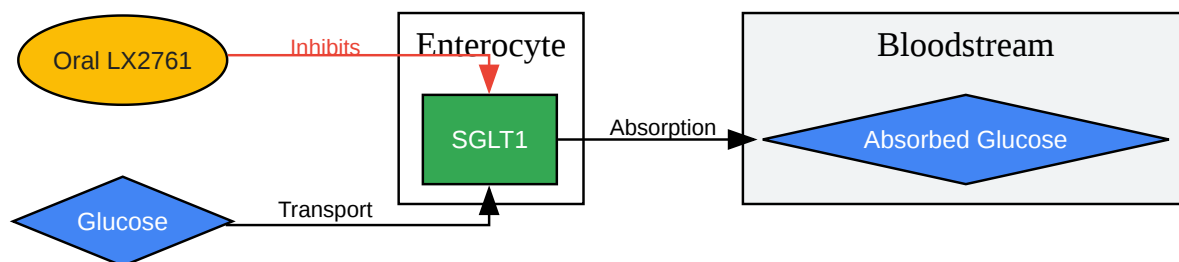 Oral LX2761
Inhibits
Enterocyte
SGLT1
Absorption
Bloodstream
Absorbed Glucose
Glucose
Transport